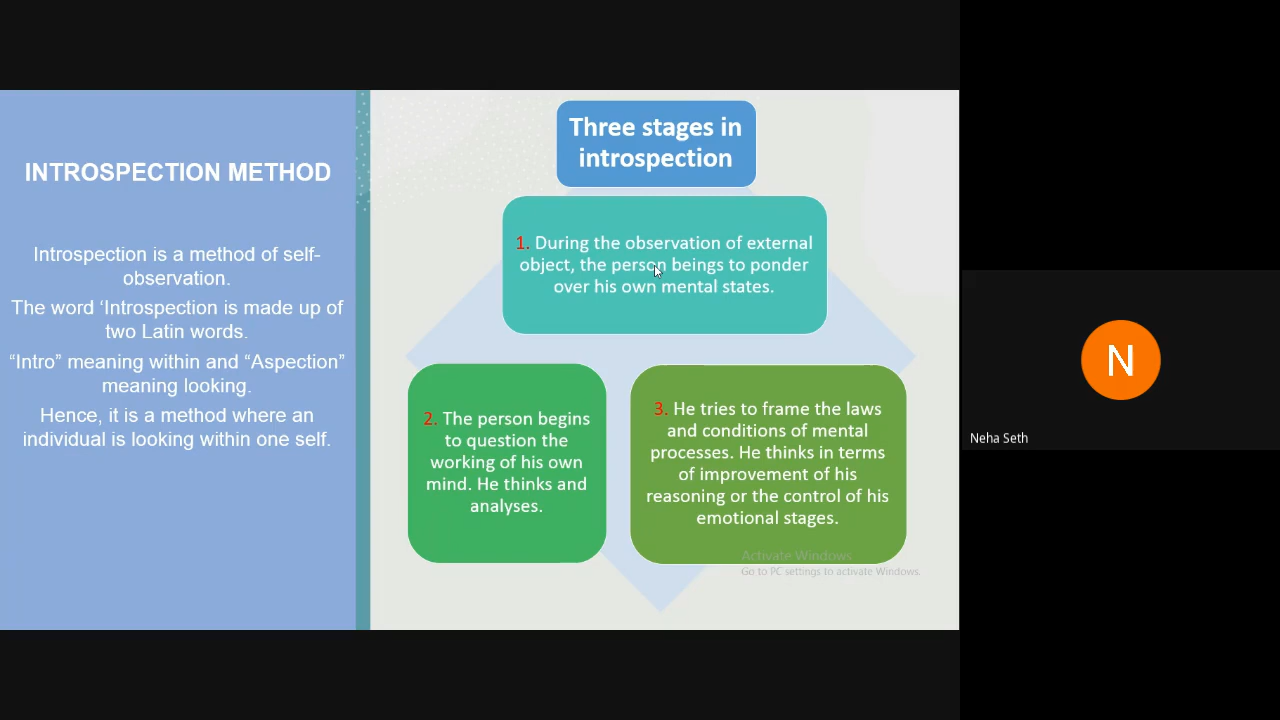 INTROSPECTION METHOD
Introspection is a method of self-
observation.
The word ‘Introspection is made up of
two Latin words.
“Intro” meaning within and “Aspection”
meaning looking.
Hence, it is a method where an
individual is looking within one self.
Three stages in
introspection
1. During the observation of external
object, the person beings to ponder
over his own mental states.
2. The person begins
to question the
working of his own
mind. He thinks and
analyses.
3. He tries to frame the laws
and conditions of mental
processes. He thinks in terms
of improvement of his
reasoning or the control of his
emotional stages.
Activate Windows
Go to PC settings to activate Windows.
N
Neha Seth